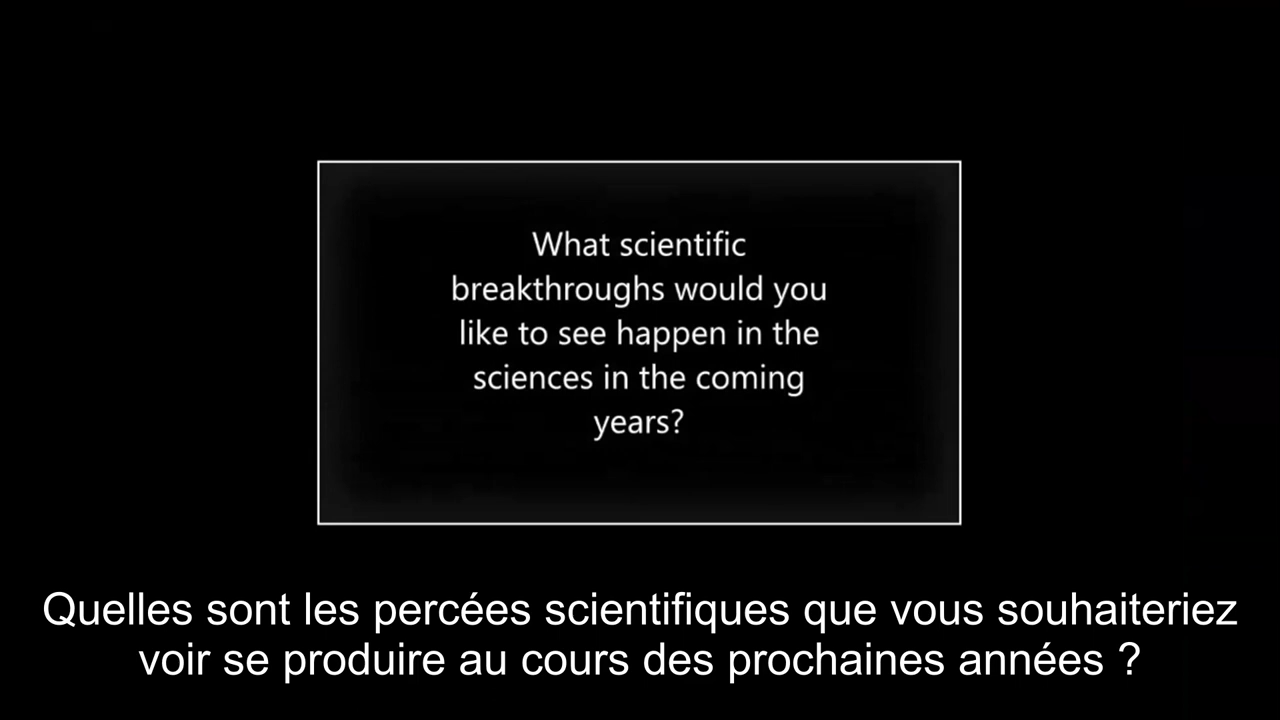 What scientific
breakthroughs would you
like to see happen in the
sciences in the coming
years?
Quelles sont les percées scientifiques que vous souhaiteriez
voir se produire au cours des prochaines années ?